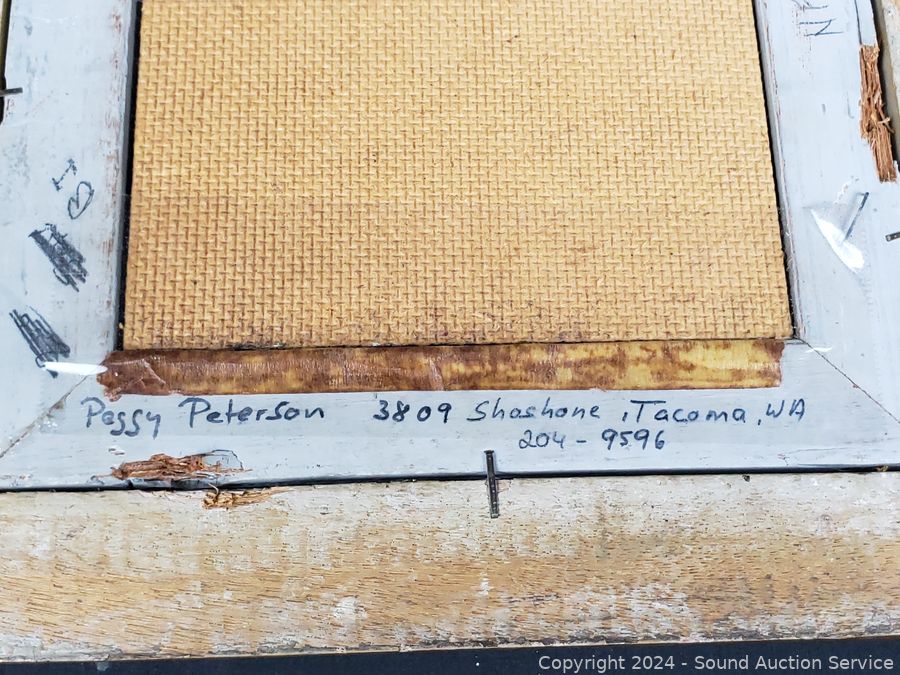 Peggy Peterson 3809 Shoshone, Tacoma, WA
204-9596
Copyright 2024 - Sound Auction Service